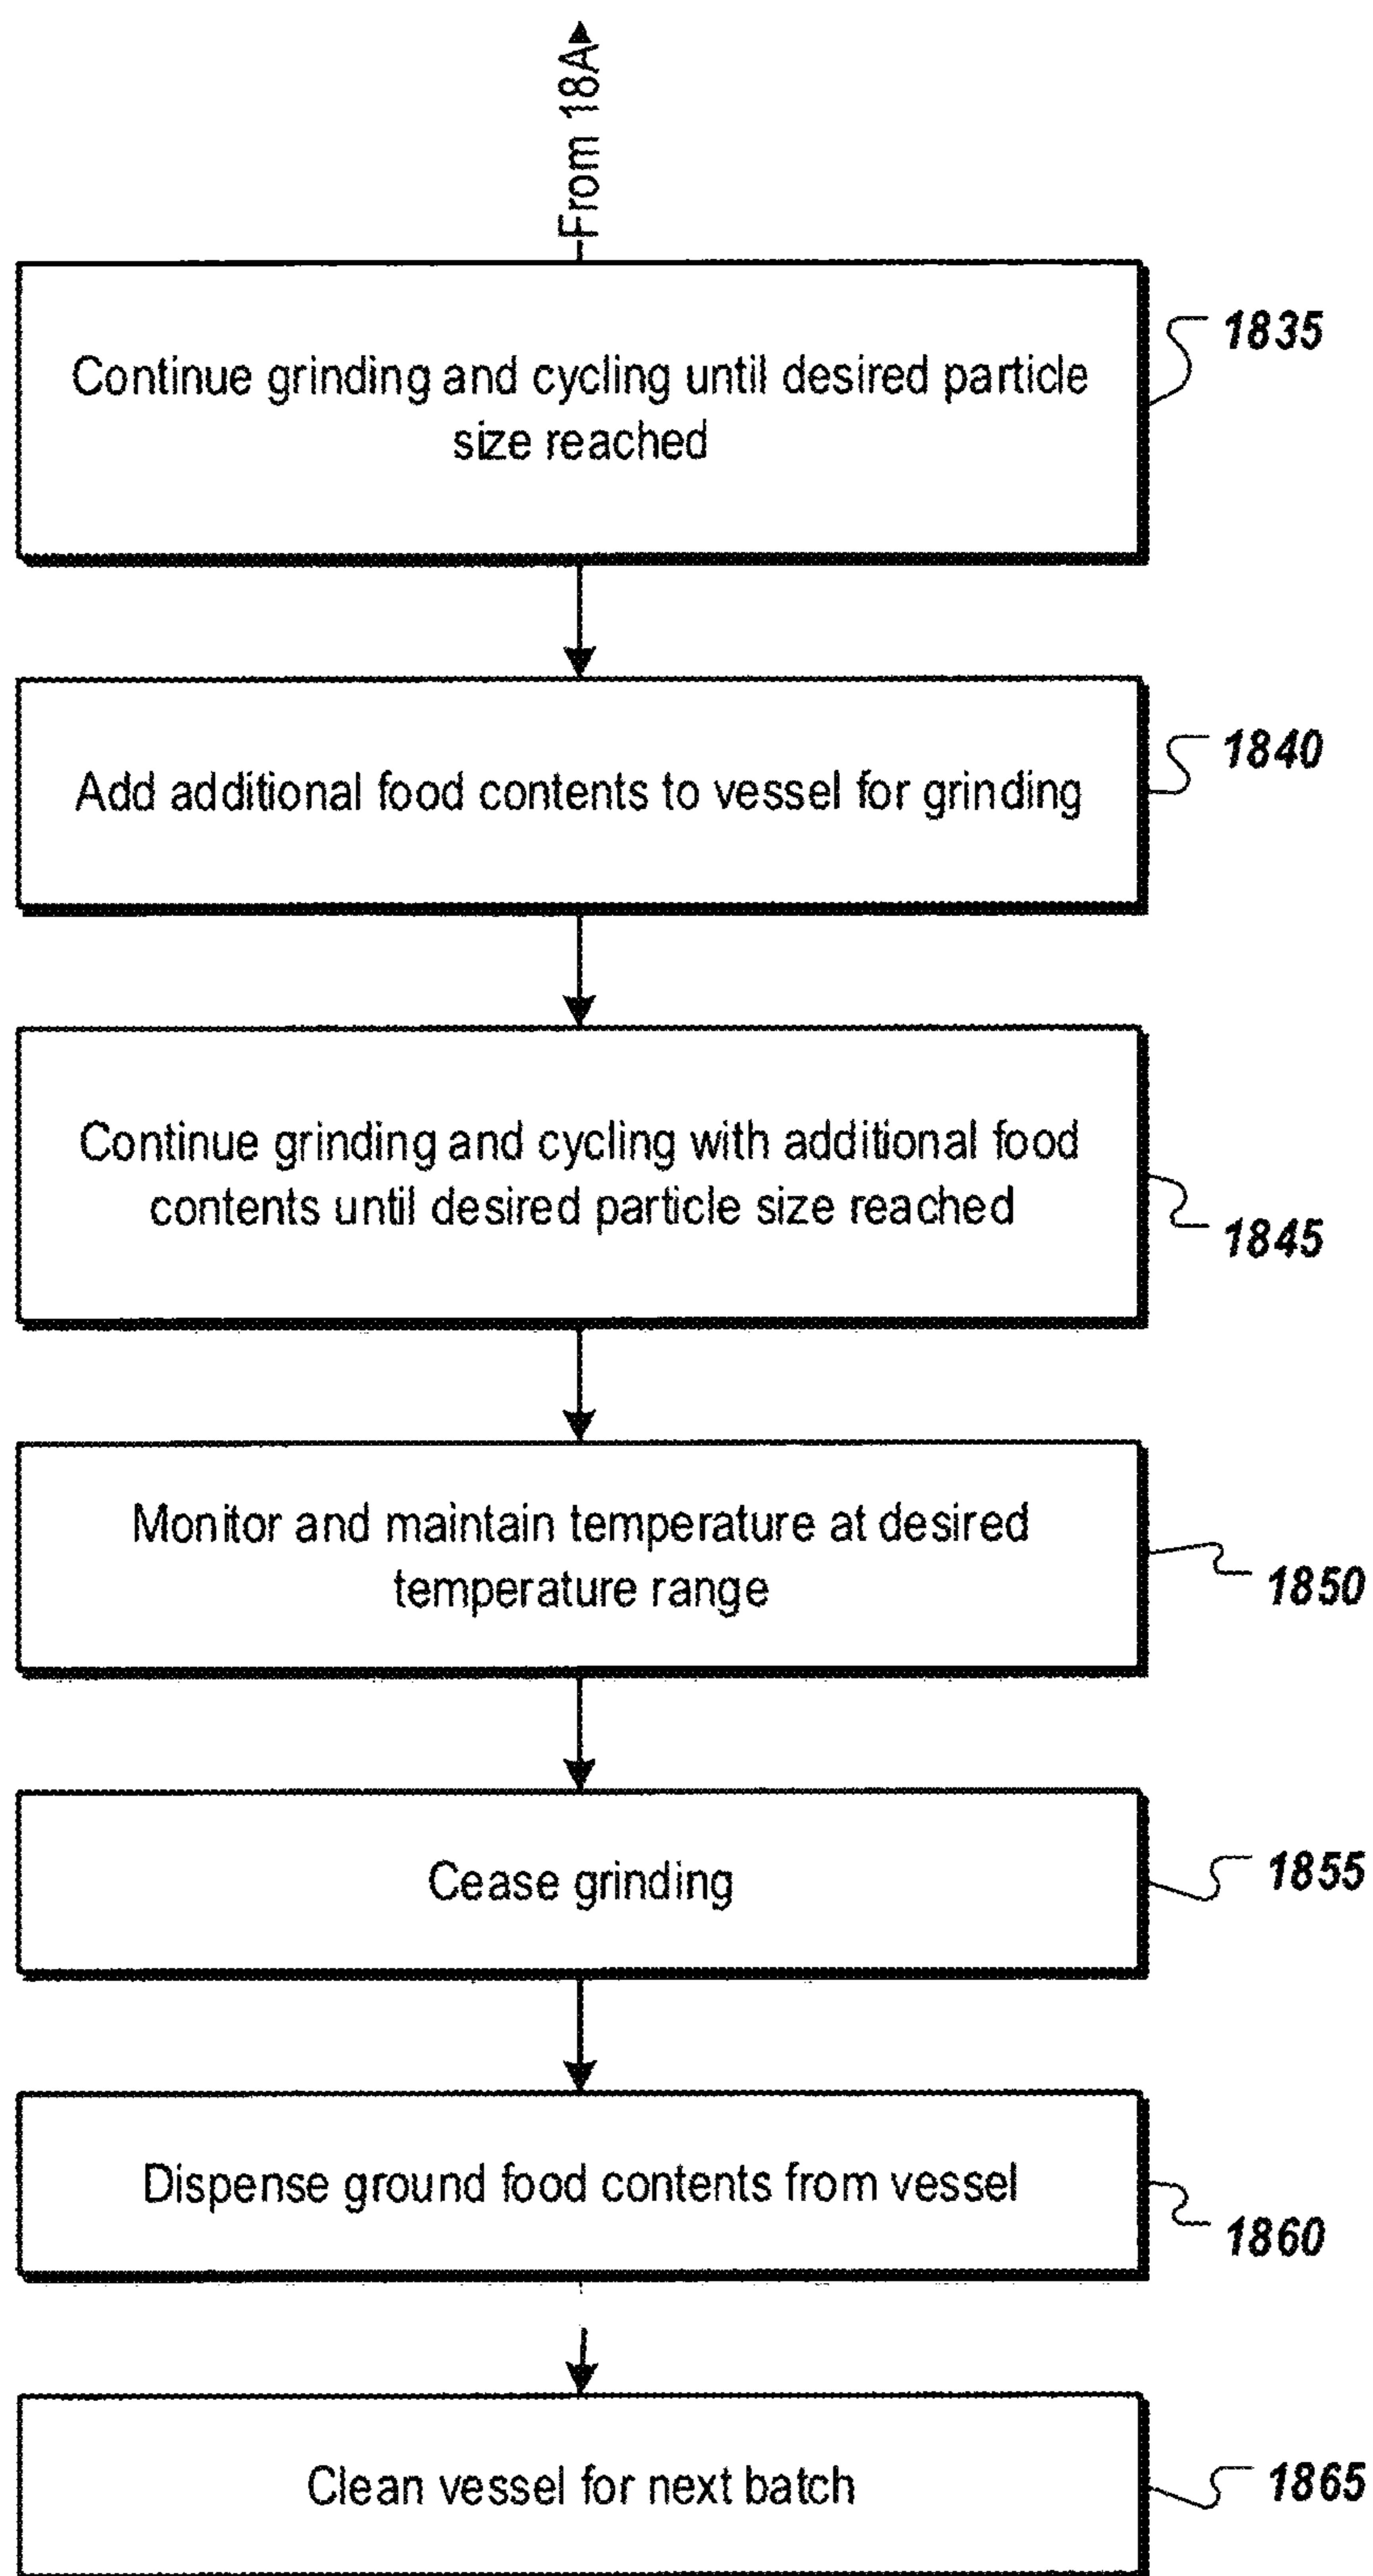 From 18A
Continue grinding and cycling until desired particle
size reached
1835
Add additional food contents to vessel for grinding
1840
Continue grinding and cycling with additional food
contents until desired particle size reached
1845
Monitor and maintain temperature at desired
temperature range
1850
Cease grinding
1855
Dispense ground food contents from vessel
1860
Clean vessel for next batch
1865